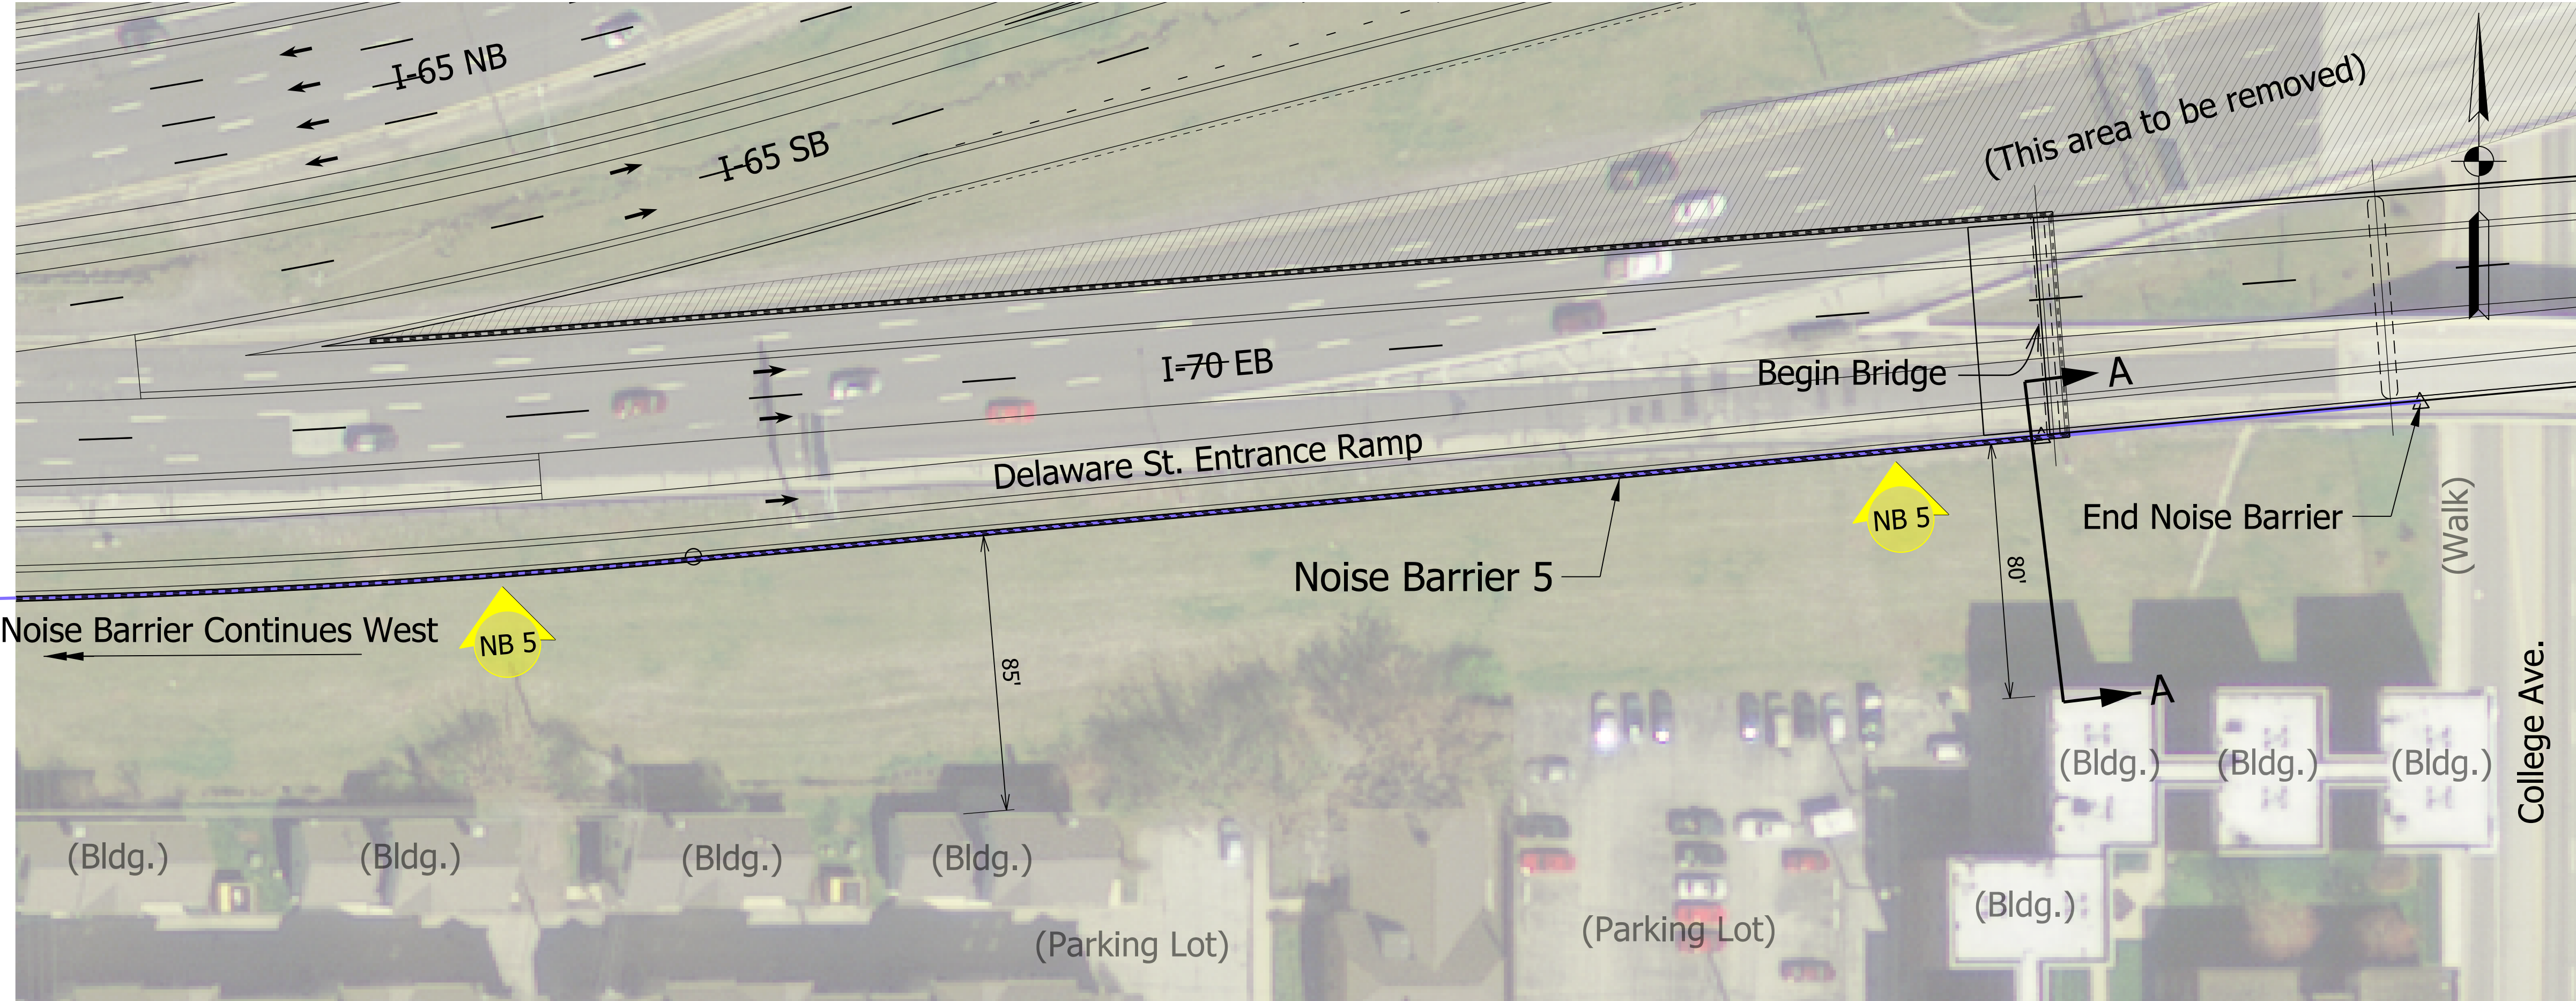 I-65 NB
I-65 SB
(This area to be removed)
I-70 EB
Begin Bridge
A
Delaware St. Entrance Ramp
NB 5
End Noise Barrier
(Walk)
Noise Barrier 5
80'
Noise Barrier Continues West
NB 5
85'
A
College Ave.
(Bldg.)
(Bldg.)
(Bldg.)
(Bldg.)
(Bldg.)
(Bldg.)
(Bldg.)
(Bldg.)
(Parking Lot)
(Parking Lot)